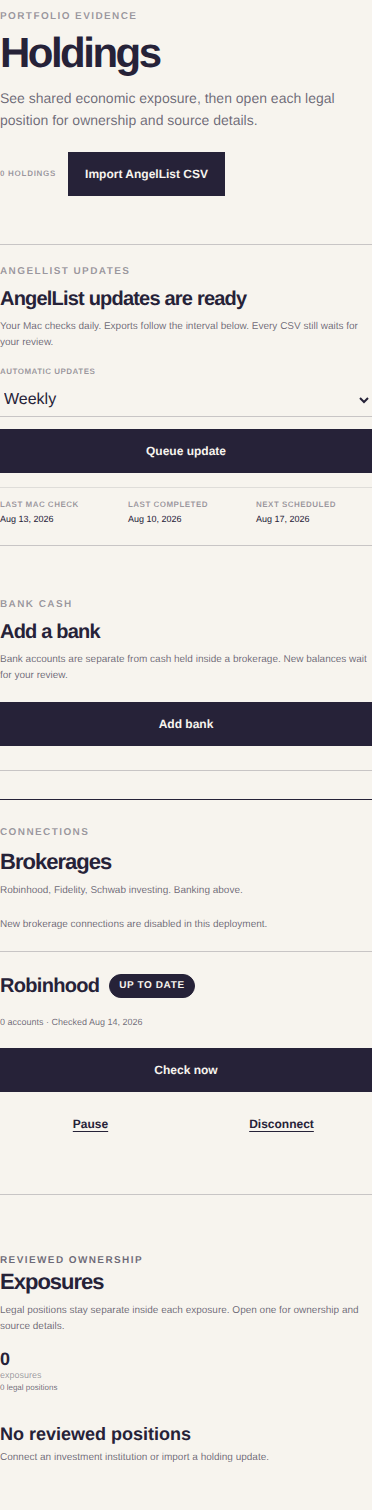 PORTFOLIO EVIDENCE
Holdings
See shared economic exposure, then open each legal
position for ownership and source details.
0 HOLDINGS
Import AngelList CSV
ANGELLIST UPDATES
AngelList updates are ready
Your Mac checks daily. Exports follow the interval below. Every CSV still waits for
your review.
AUTOMATIC UPDATES
Weekly
Queue update
LAST MAC CHECK
Aug 13, 2026
LAST COMPLETED
Aug 10, 2026
NEXT SCHEDULED
Aug 17, 2026
BANK CASH
Add a bank
Bank accounts are separate from cash held inside a brokerage. New balances wait
for your review.
Add bank
CONNECTIONS
Brokerages
Robinhood, Fidelity, Schwab investing. Banking above.
New brokerage connections are disabled in this deployment.
Robinhood
UP TO DATE
0 accounts · Checked Aug 14, 2026
Check now
Pause
Disconnect
REVIEWED OWNERSHIP
Exposures
Legal positions stay separate inside each exposure. Open one for ownership and
source details.
0
exposures
0 legal positions
No reviewed positions
Connect an investment institution or import a holding update.